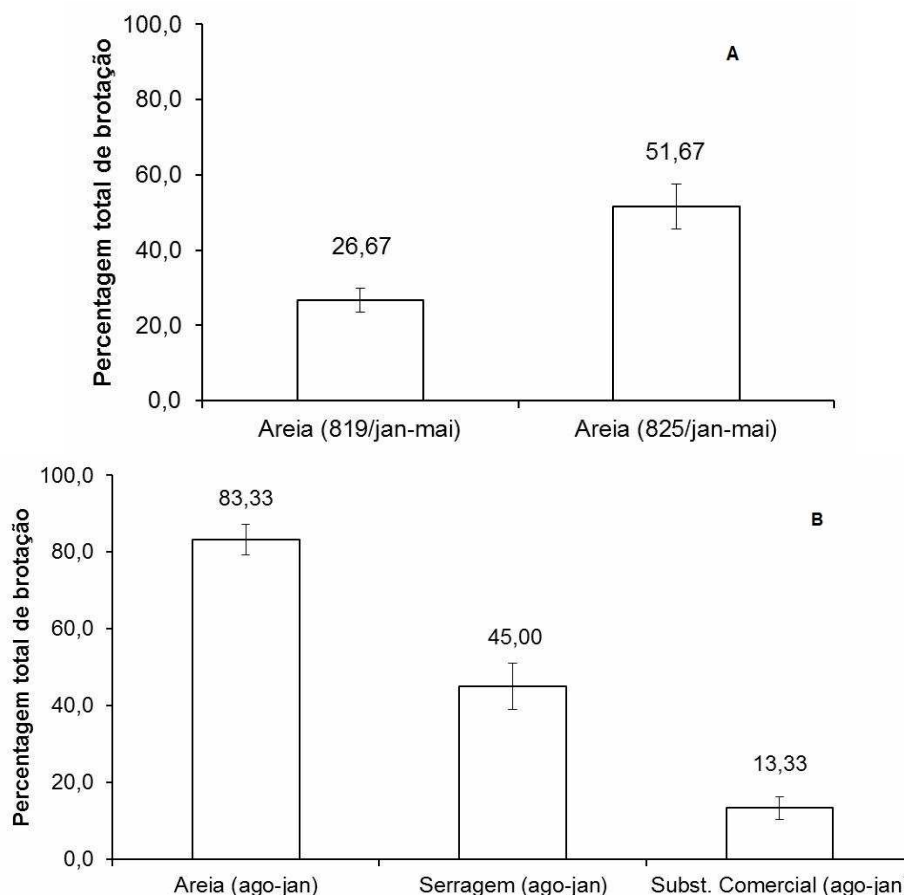 Percentagem total de brotação
100,0
80,0
60,0
40,0
20,0
0,0
A
26,67
51,67
Areia (819/jan-mai)
Areia (825/jan-mai)
Percentagem total de brotação
100,0
80,0
60,0
40,0
20,0
0,0
B
83,33
45,00
13,33
Areia (ago-jan)
Serragem (ago-jan)
Subst. Comercial (ago-jan)